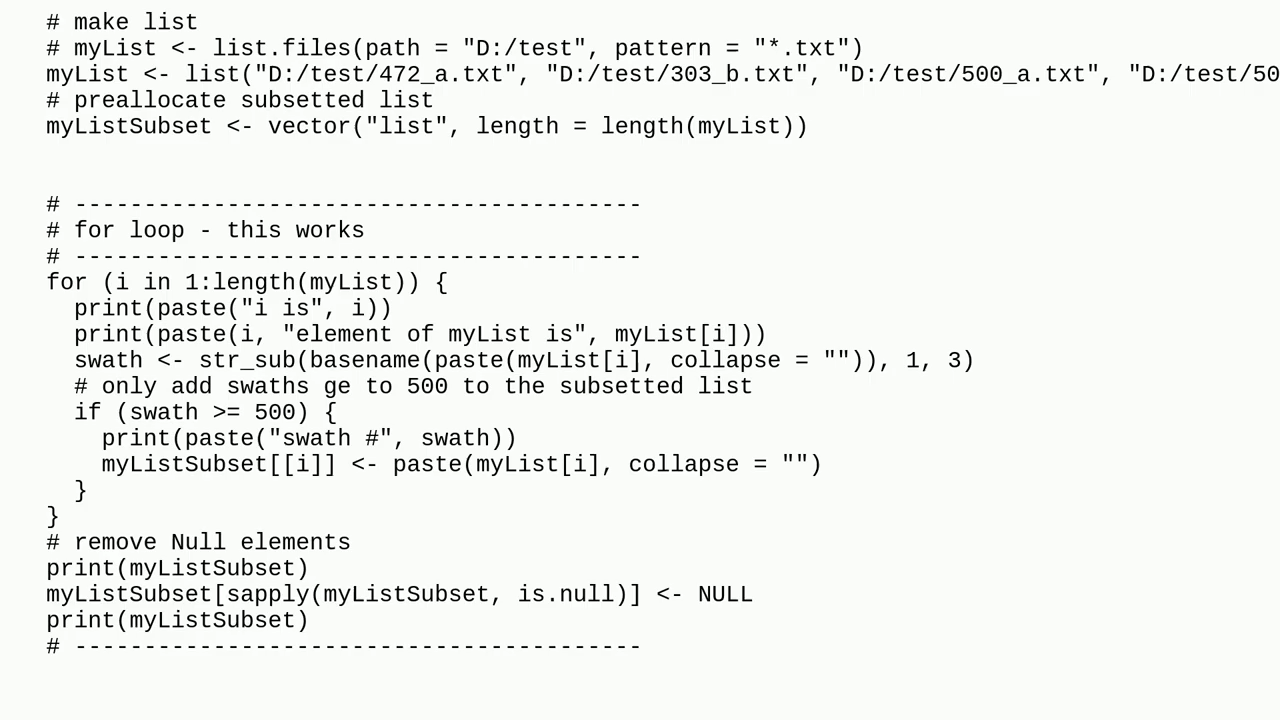 # make list
# myList <- list.files(path = "D:/test", pattern = "*.txt")
myList <- list("D:/test/472_a.txt", "D:/test/303_b.txt", "D:/test/500_a.txt", "D:/test/50
# preallocate subsetted list
myListSubset <- vector("list", length = length(myList))
# -----------------------------------------
# for loop - this works
# -----------------------------------------
for (i in 1:length(myList)) {
  print(paste("i is", i))
  print(paste(i, "element of myList is", myList[i]))
  swath <- str_sub(basename(paste(myList[i], collapse = "")), 1, 3)
  # only add swaths ge to 500 to the subsetted list
  if (swath >= 500) {
    print(paste("swath #", swath))
    myListSubset[[i]] <- paste(myList[i], collapse = "")
  }
}
# remove Null elements
print(myListSubset)
myListSubset[sapply(myListSubset, is.null)] <- NULL
print(myListSubset)
# -----------------------------------------